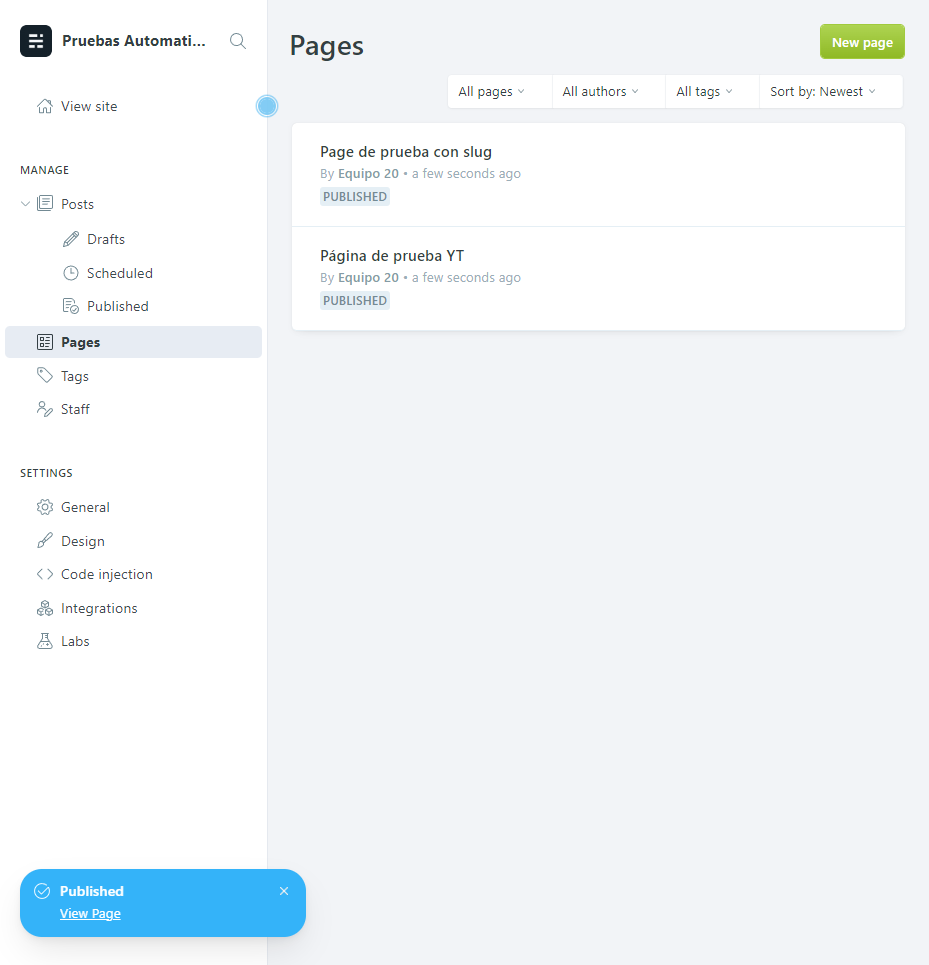 Pruebas Automati...
View site
MANAGE
Posts
Drafts
Scheduled
Published
Pages
Tags
Staff
SETTINGS
General
Design
Code injection
Integrations
Labs
Published
View Page
Pages
New page
All pages All authors All tags Sort by: Newest
Page de prueba con slug
By Equipo 20 • a few seconds ago
PUBLISHED
Página de prueba YT
By Equipo 20 • a few seconds ago
PUBLISHED